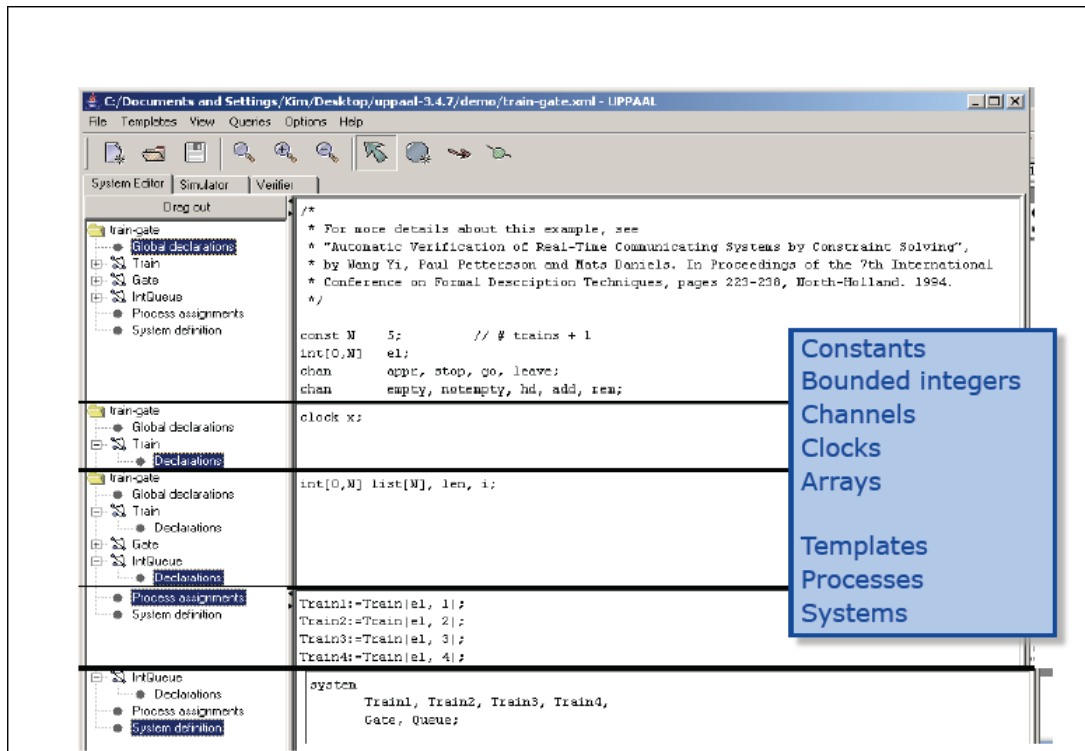 C:/Documents and Settings/Kim/Desktop/uppaal-3.4.7/demo/train-gate.xml - UPPAAL
File Templates View Queries Options Help
System Editor Simulator Verifier
Drag out
train-gate
Global declarations
Train
Gate
IntQueue
Process assignments
System definition
/*
* For more details about this example, see
* "Automatic Verification of Real-Time Communicating Systems by Constraint Solving",
* by Wang Yi, Paul Pettersson and Mats Daniels. In Proceedings of the 7th International
* Conference on Formal Description Techniques, pages 223-238, North-Holland. 1994.
*/
const N 5; // # trains + 1
int[0,N] el;
chan appr, stop, go, leave;
chan empty, notempty, hd, add, rem;
train-gate
Global declarations
Train
Declarations
clock x;
train-gate
Global declarations
Train
Declarations
Gate
IntQueue
Declarations
int[0,N] list[N], len, i;
Process assignments
System definition
Train1:=Train(el, 1);
Train2:=Train(el, 2);
Train3:=Train(el, 3);
Train4:=Train(el, 4);
IntQueue
Declarations
Process assignments
System definition
system
Train1, Train2, Train3, Train4,
Gate, Queue;
Constants
Bounded integers
Channels
Clocks
Arrays
Templates
Processes
Systems